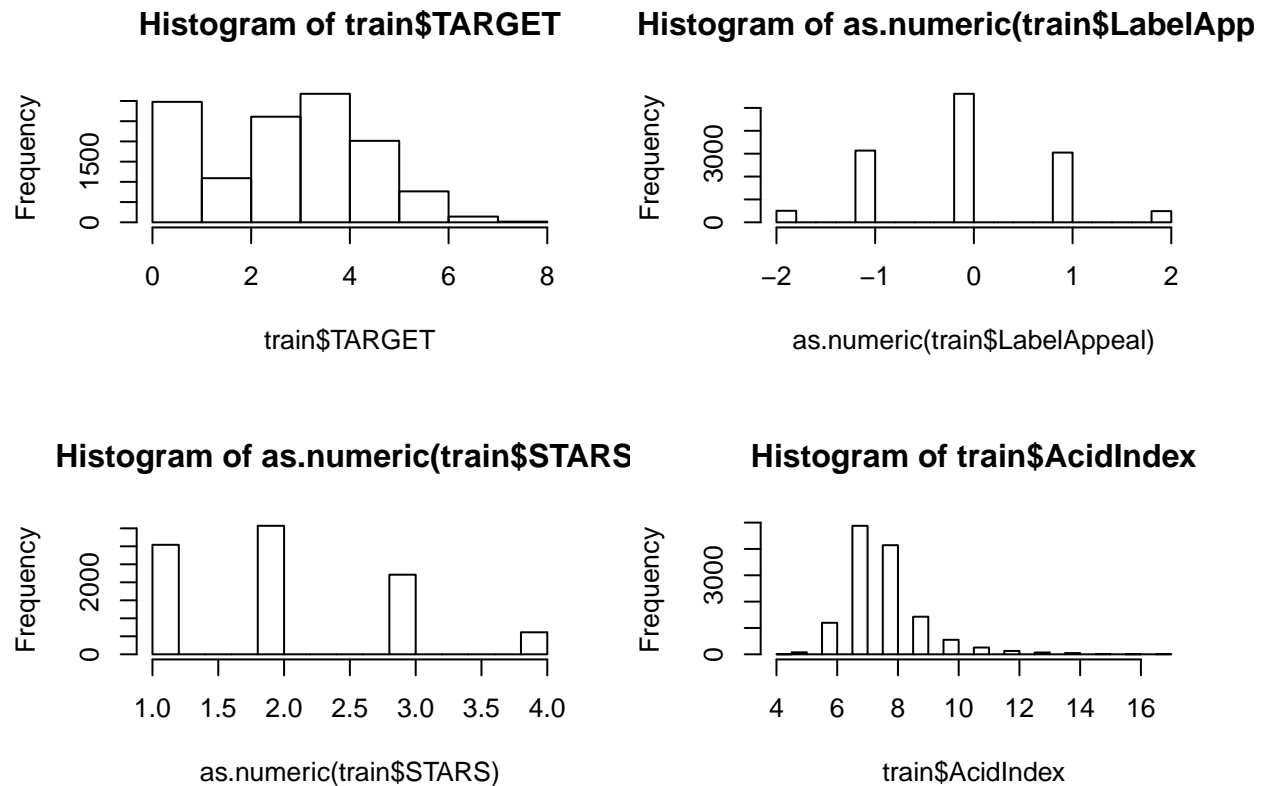 Histogram of train$TARGET
Frequency
0
1500
0 2 4 6 8
train$TARGET
Histogram of as.numeric(train$LabelApp
Frequency
0
3000
−2 −1 0 1 2
as.numeric(train$LabelAppeal)
Histogram of as.numeric(train$STARS
Frequency
0
2000
1.0 1.5 2.0 2.5 3.0 3.5 4.0
as.numeric(train$STARS)
Histogram of train$AcidIndex
Frequency
0
3000
4 6 8 10 12 14 16
train$AcidIndex